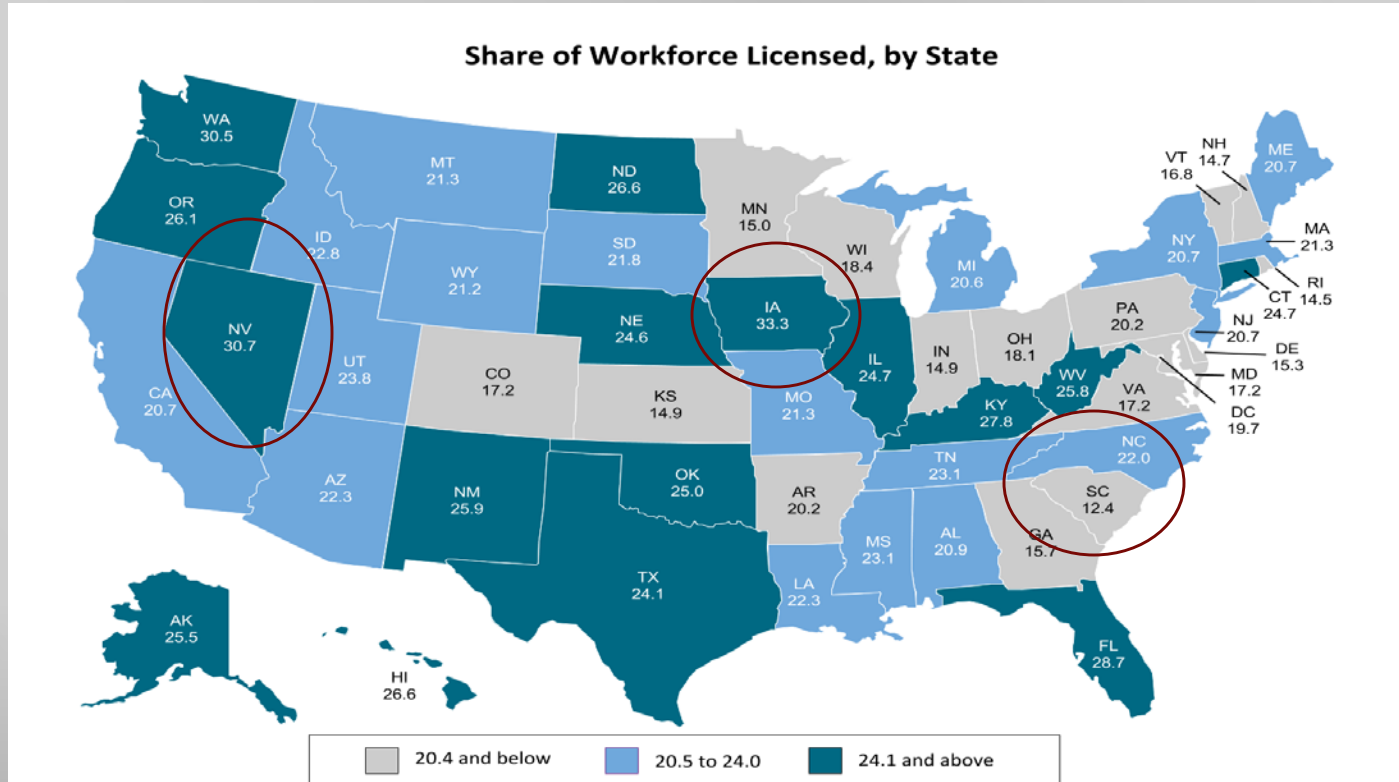 Share of Workforce Licensed, by State
WA
30.5
OR
26.1
CA
20.7
NV
30.7
ID
22.8
MT
21.3
WY
21.2
UT
23.8
AZ
22.3
CO
17.2
NM
25.9
ND
26.6
SD
21.8
NE
24.6
KS
14.9
OK
25.0
TX
24.1
MN
15.0
IA
33.3
MO
21.3
AR
20.2
LA
22.3
WI
18.4
IL
24.7
MI
20.6
IN
14.9
OH
18.1
KY
27.8
TN
23.1
MS
23.1
AL
20.9
GA
15.7
FL
28.7
SC
12.4
NC
22.0
VA
17.2
WV
25.8
PA
20.2
NY
20.7
VT
16.8
NH
14.7
ME
20.7
MA
21.3
RI
14.5
CT
24.7
NJ
20.7
DE
15.3
MD
17.2
DC
19.7
AK
25.5
HI
26.6
20.4 and below
20.5 to 24.0
24.1 and above